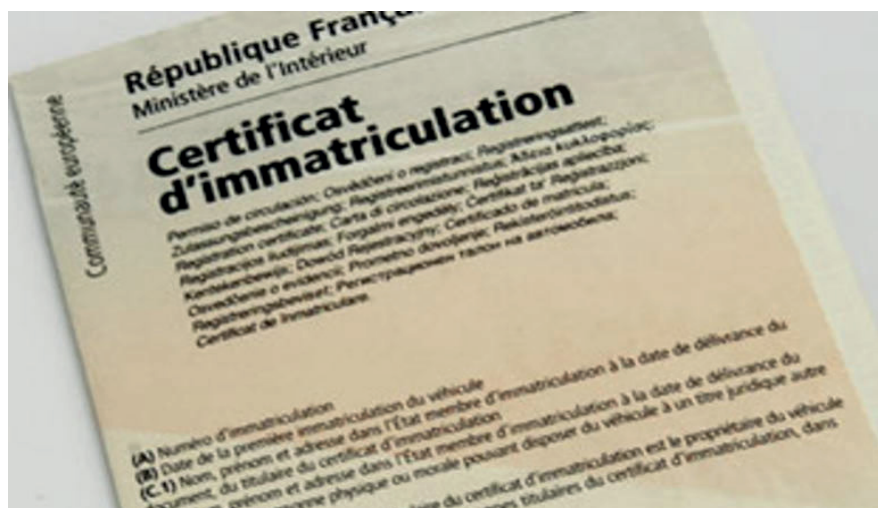 République França
Ministère de l'Intérieur
Communauté européenne
Certificat
d'immatriculation
Permiso de circulación; Osvědčení o registraci; Registreringsattest;
Zulassungsbescheinigung; Registreerimistunnistus; Άδεια κυκλοφορίας;
Registration certificate; Carta di circolazione; Reģistrācijas apliecība;
Registracijos liudijimas; Forgalmi engedély; Ċertifikat ta' Reġistrazzjoni;
Kentekenbewijs; Dowód Rejestracyjny; Certificado de matrícula;
Osvedčenie o evidencii; Prometno dovoljenje; Rekisteröintitodistus;
Registreringsbeviset; Регистрационен талон на автомобила;
Certificat de Înmatriculare
(A) Numéro d'immatriculation
(B) Date de la première immatriculation du véhicule
(C.1) Nom, prénom et adresse dans l'État membre d'immatriculation à la date de délivrance du
document, du titulaire du certificat d'immatriculation
prénom et adresse dans l'État membre d'immatriculation à la date de délivrance du
physique ou morale pouvant disposer du véhicule à un titre juridique autre
du certificat d'immatriculation est le propriétaire du véhicule
titulaires du certificat d'immatriculation, dans